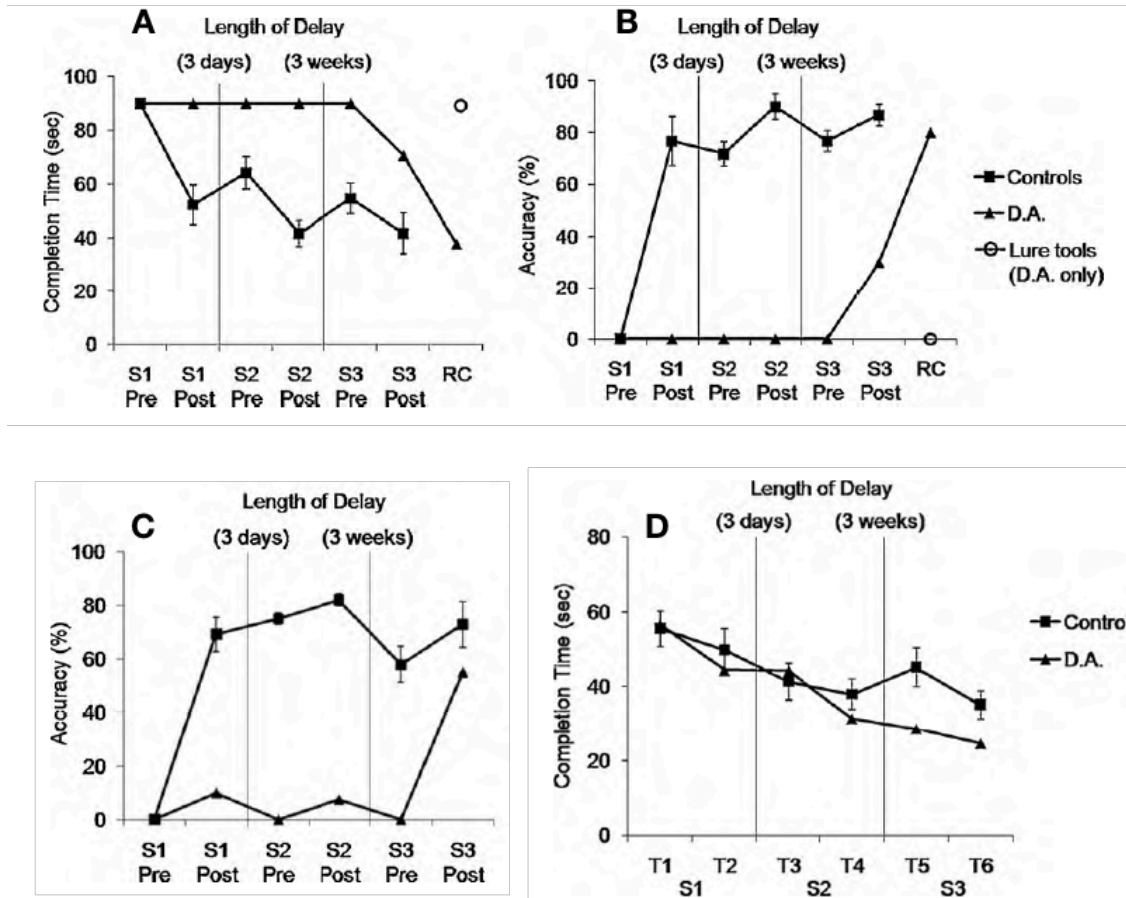 A
Length of Delay
(3 days) (3 weeks)
Completion Time (sec)
100
80
60
40
20
0
S1 S1 S2 S2 S3 S3 RC
Pre Post Pre Post Pre Post
B
Length of Delay
(3 days) (3 weeks)
Accuracy (%)
100
80
60
40
20
0
S1 S1 S2 S2 S3 S3 RC
Pre Post Pre Post Pre Post
Controls
D.A.
Lure tools
(D.A. only)
C
Length of Delay
(3 days) (3 weeks)
Accuracy (%)
100
80
60
40
20
0
S1 S1 S2 S2 S3 S3
Pre Post Pre Post Pre Post
D
Length of Delay
(3 days) (3 weeks)
Completion Time (sec)
80
60
40
20
0
T1 T2 T3 T4 T5 T6
S1 S2 S3
Contro
D.A.